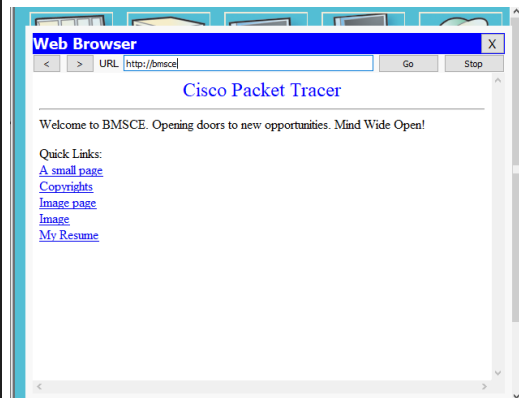 Web Browser X
< > URL http://bmsce Go Stop
Cisco Packet Tracer
Welcome to BMSCE. Opening doors to new opportunities. Mind Wide Open!
Quick Links:
A small page
Copyrights
Image page
Image
My Resume